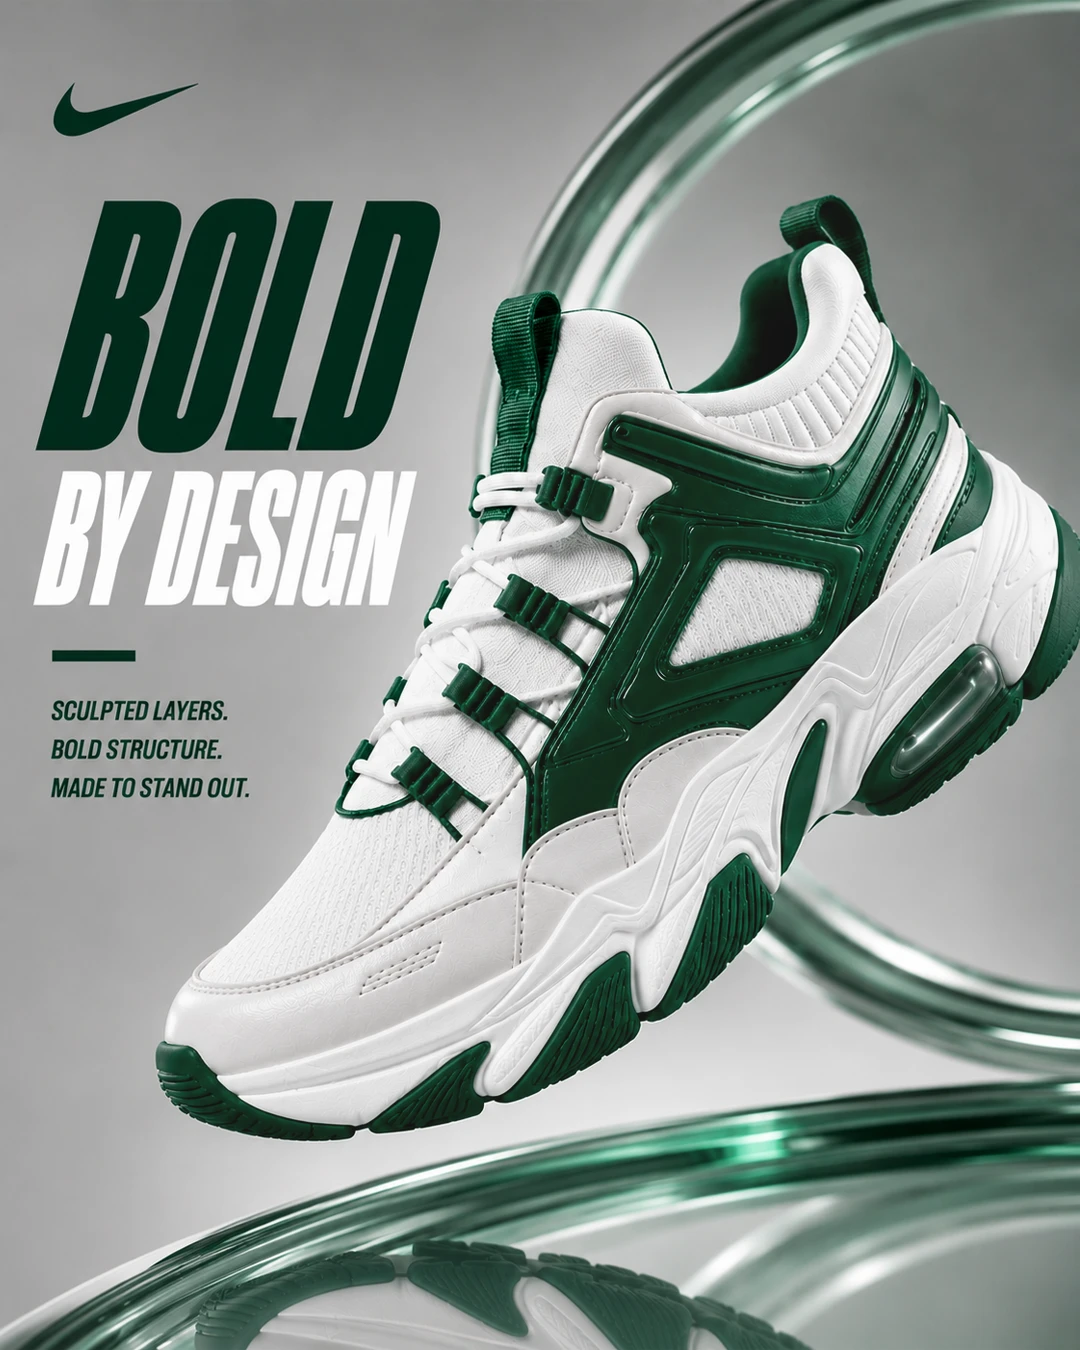 BOLD
BY DESIGN
SCULPTED LAYERS.
BOLD STRUCTURE.
MADE TO STAND OUT.